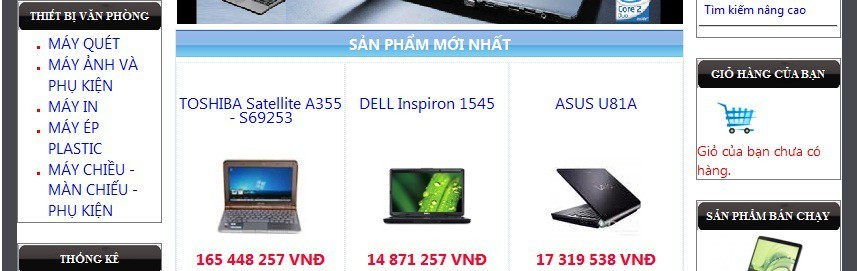 THIẾT BỊ VĂN PHÒNG
MÁY QUÉT
MÁY ẢNH VÀ
PHỤ KIỆN
MÁY IN
MÁY ÉP
PLASTIC
MÁY CHIỀU -
MÀN CHIẾU -
PHỤ KIỆN
THỐNG KÊ
Core 2
Duo
SẢN PHẨM MỚI NHẤT
TOSHIBA Satellite A355
- S69253
DELL Inspiron 1545
ASUS U81A
VAIO
165 448 257 VNĐ
14 871 257 VNĐ
17 319 538 VNĐ
Tìm kiếm nâng cao
GIỎ HÀNG CỦA BẠN
Giỏ của bạn chưa có
hàng.
SẢN PHẨM BÁN CHẠY